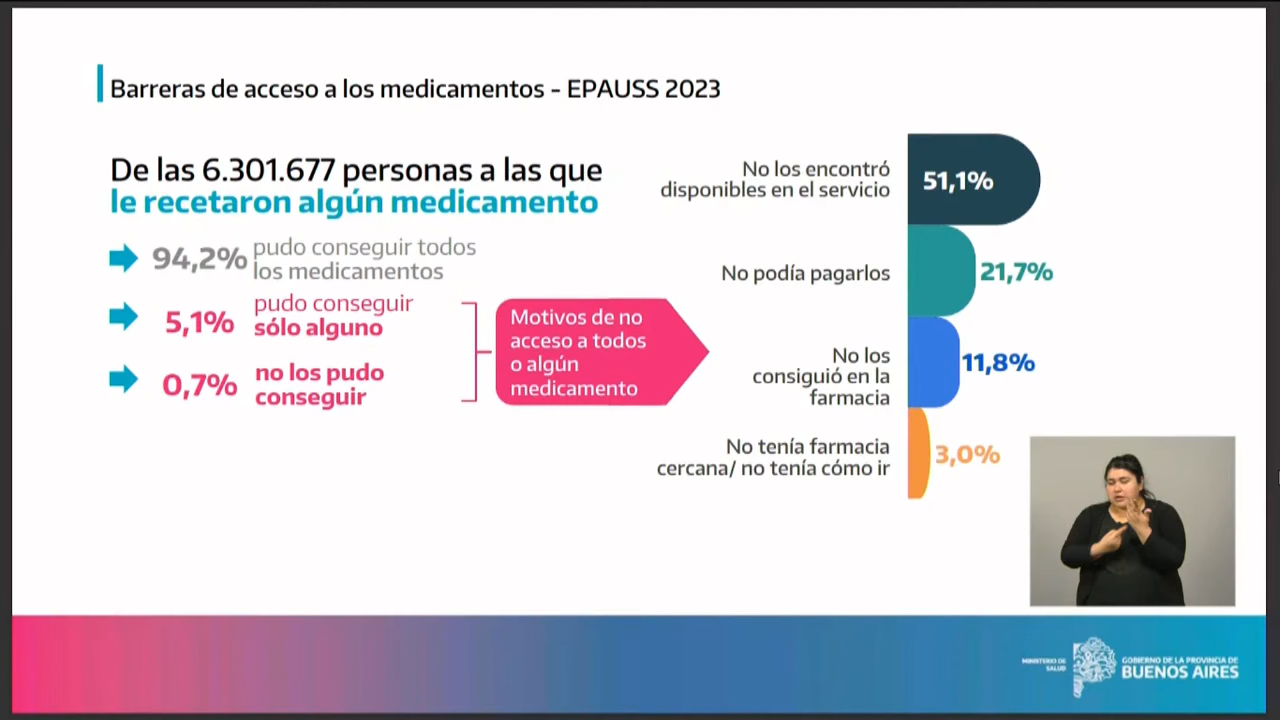 Barreras de acceso a los medicamentos - EPAUSS 2023
De las 6.301.677 personas a las que
le recetaron algún medicamento
94,2%
pudo conseguir todos
los medicamentos
5,1%
pudo conseguir
sólo alguno
0,7%
no los pudo
conseguir
Motivos de no
acceso a todos
o algún
medicamento
No los encontró
disponibles en el servicio
51,1%
No podía pagarlos
21,7%
No los
consiguió en la
farmacia
11,8%
No tenía farmacia
cercana/ no tenía cómo ir
3,0%
MINISTERIO DE
SALUD
GOBIERNO DE LA PROVINCIA DE
BUENOS AIRES